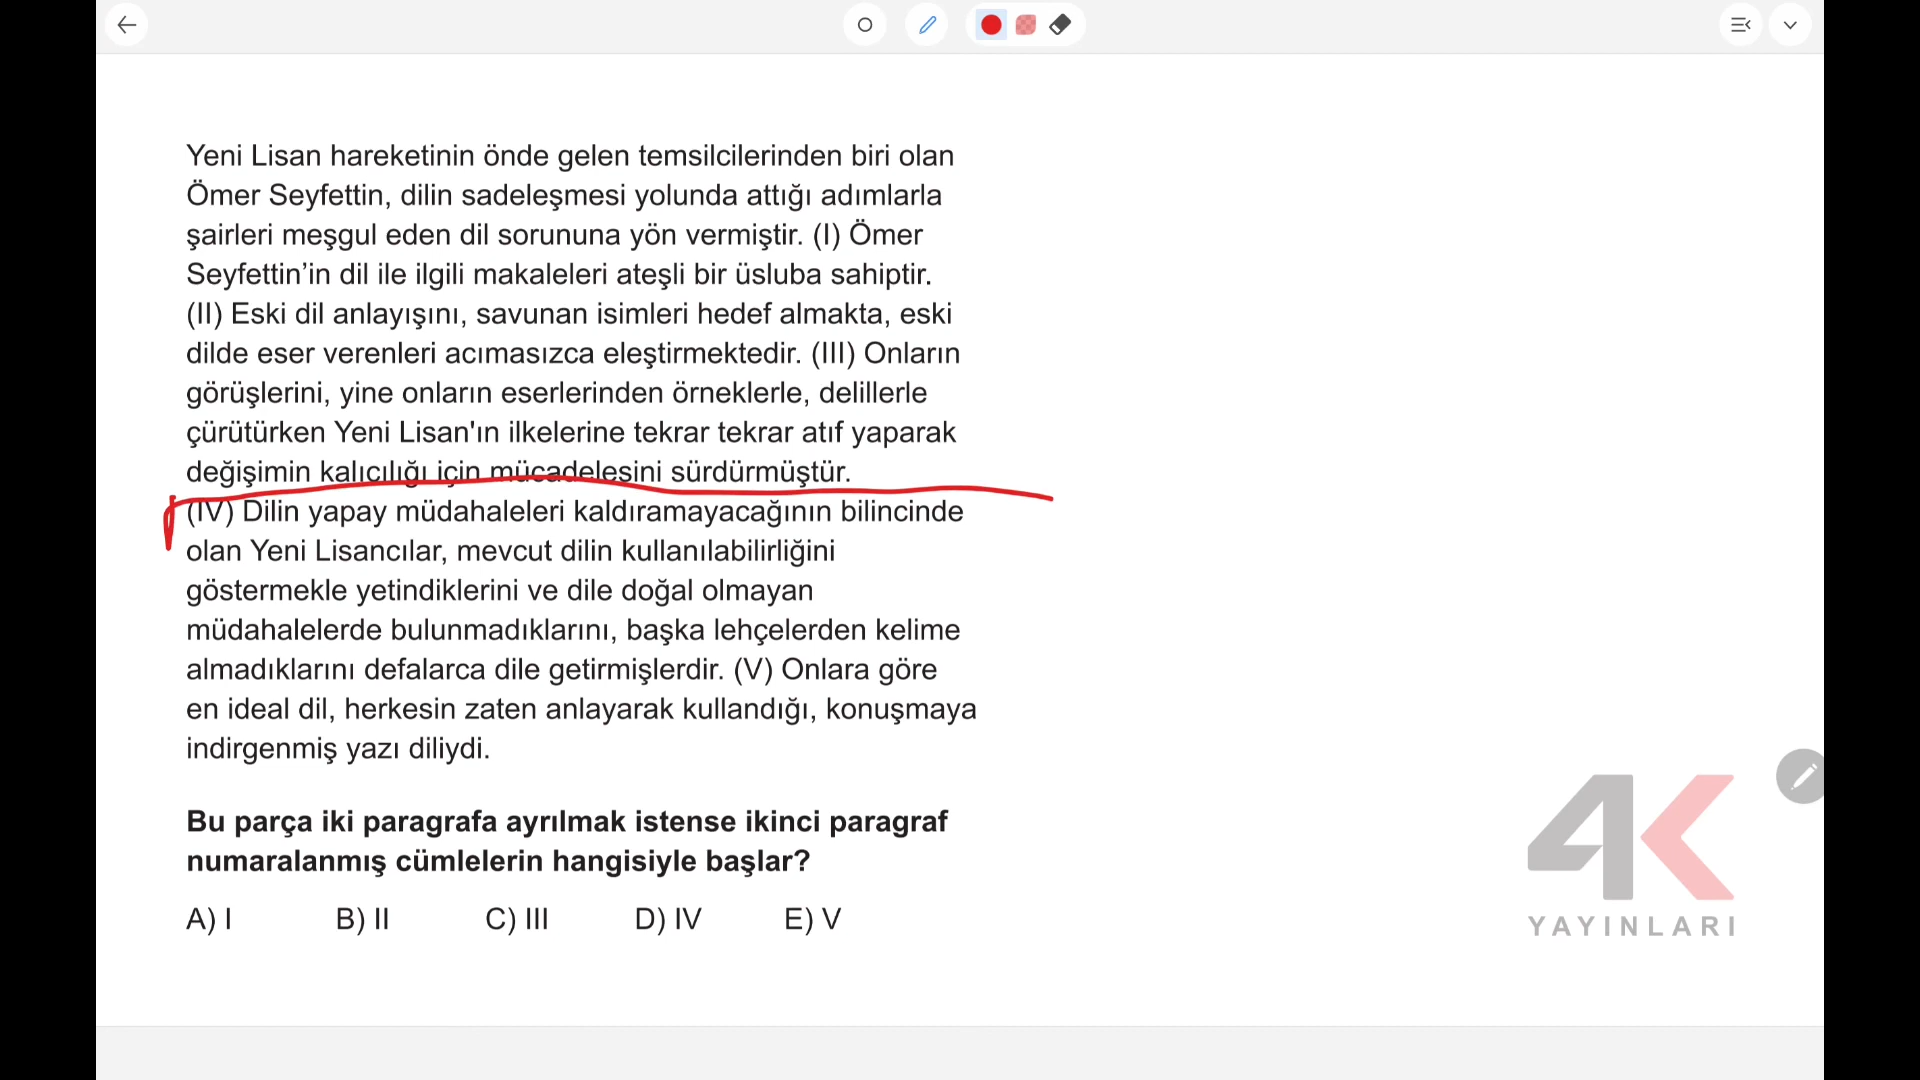 Yeni Lisan hareketinin önde gelen temsilcilerinden biri olan
Ömer Seyfettin, dilin sadeleşmesi yolunda attığı adımlarla
şairleri meşgul eden dil sorununa yön vermiştir. (I) Ömer
Seyfettin’in dil ile ilgili makaleleri ateşli bir üsluba sahiptir.
(II) Eski dil anlayışını, savunan isimleri hedef almakta, eski
dilde eser verenleri acımasızca eleştirmektedir. (III) Onların
görüşlerini, yine onların eserlerinden örneklerle, delillerle
çürütürken Yeni Lisan'ın ilkelerine tekrar tekrar atıf yaparak
değişimin kalıcılığı için mücadelesini sürdürmüştür.
(IV) Dilin yapay müdahaleleri kaldıramayacağının bilincinde
olan Yeni Lisancılar, mevcut dilin kullanılabilirliğini
göstermekle yetindiklerini ve dile doğal olmayan
müdahalelerde bulunmadıklarını, başka lehçelerden kelime
almadıklarını defalarca dile getirmişlerdir. (V) Onlara göre
en ideal dil, herkesin zaten anlayarak kullandığı, konuşmaya
indirgenmiş yazı diliydi.
Bu parça iki paragrafa ayrılmak istense ikinci paragraf
numaralanmış cümlelerin hangisiyle başlar?
A) I B) II C) III D) IV E) V
4K
YAYINLARI